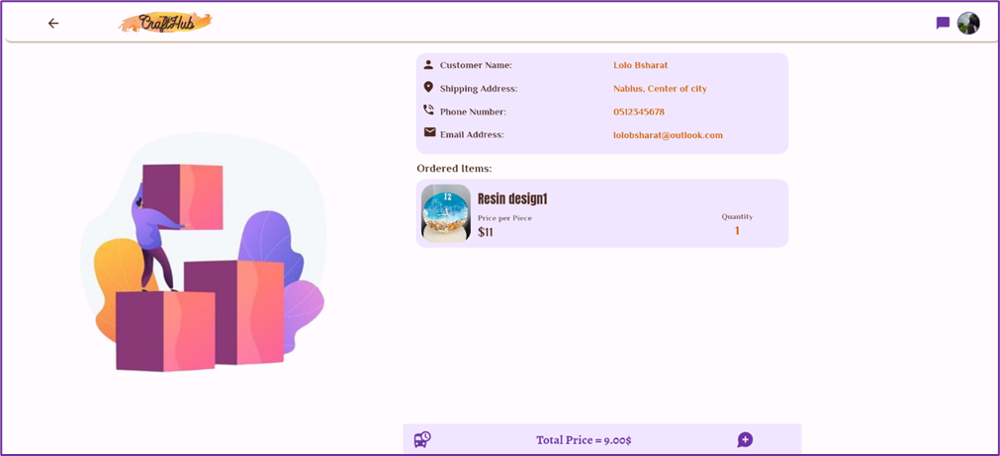 CraftHub
Customer Name: Lolo Bsharat
Shipping Address: Nablus, Center of city
Phone Number: 0512345678
Email Address: lolobsharat@outlook.com
Ordered Items:
12
Resin design1
Price per Piece
$11
Quantity
1
Total Price = 9.00$